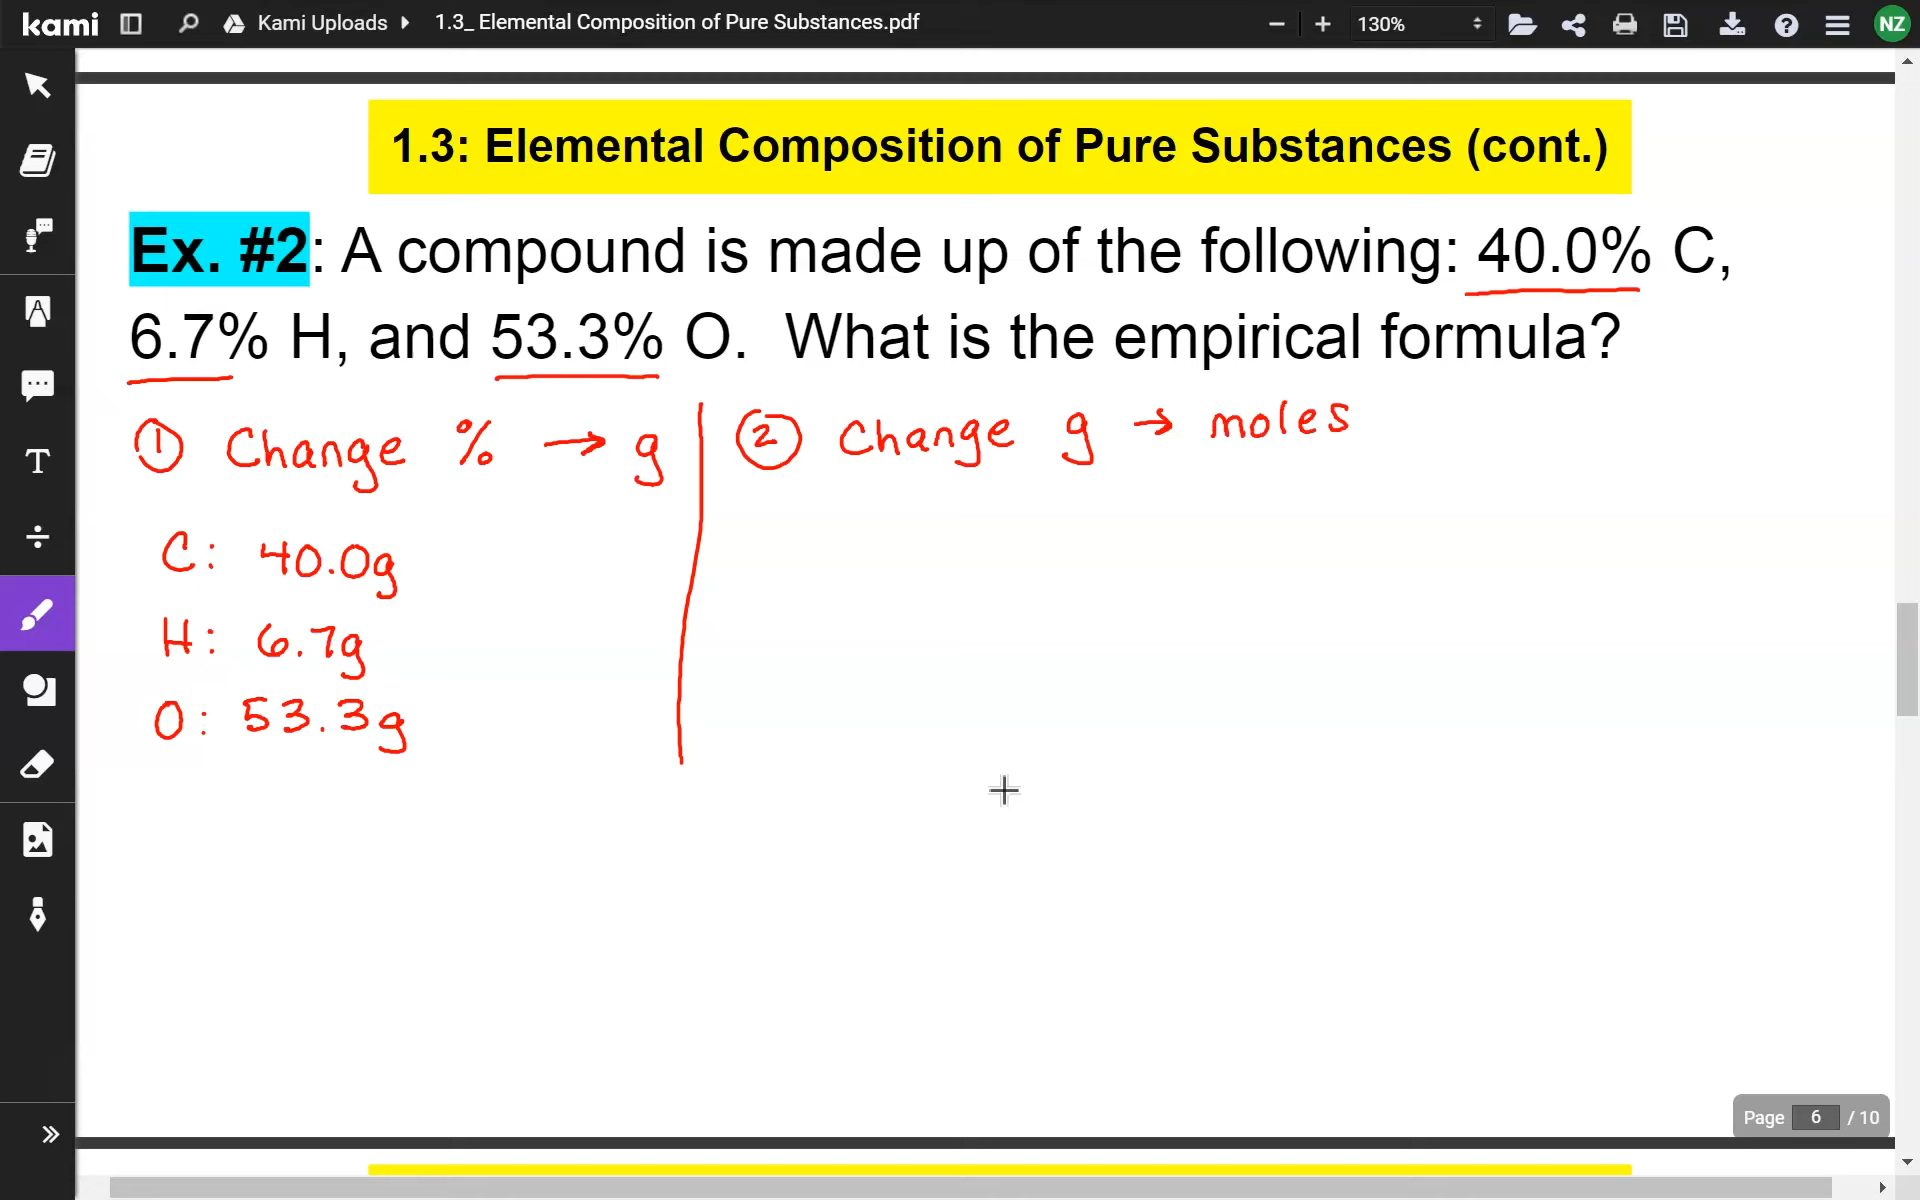 kami Kami Uploads 1.3_ Elemental Composition of Pure Substances.pdf − + 130% NZ
1.3: Elemental Composition of Pure Substances (cont.)
Ex. #2: A compound is made up of the following: 40.0% C,
6.7% H, and 53.3% O. What is the empirical formula?
① Change % → g
C: 40.0g
H: 6.7g
O: 53.3g
② Change g → moles
Page 6 / 10